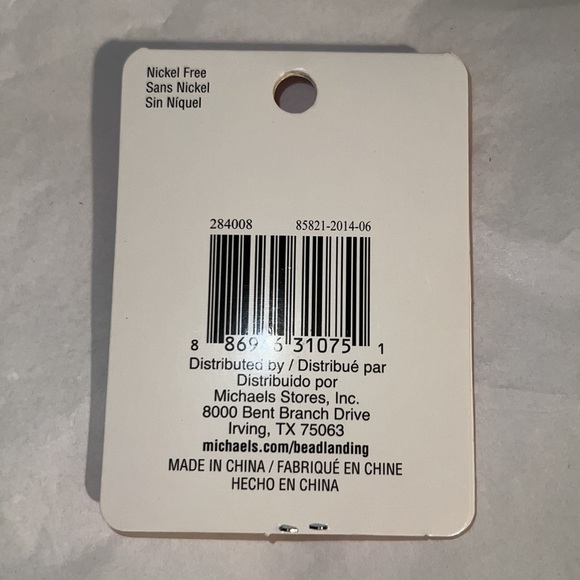 Nickel Free
Sans Nickel
Sin Níquel
284008 85821-2014-06
8 31075 1
Distributed by / Distribué par
Distribuido por
Michaels Stores, Inc.
8000 Bent Branch Drive
Irving, TX 75063
michaels.com/beadlanding
MADE IN CHINA / FABRIQUÉ EN CHINE
HECHO EN CHINA